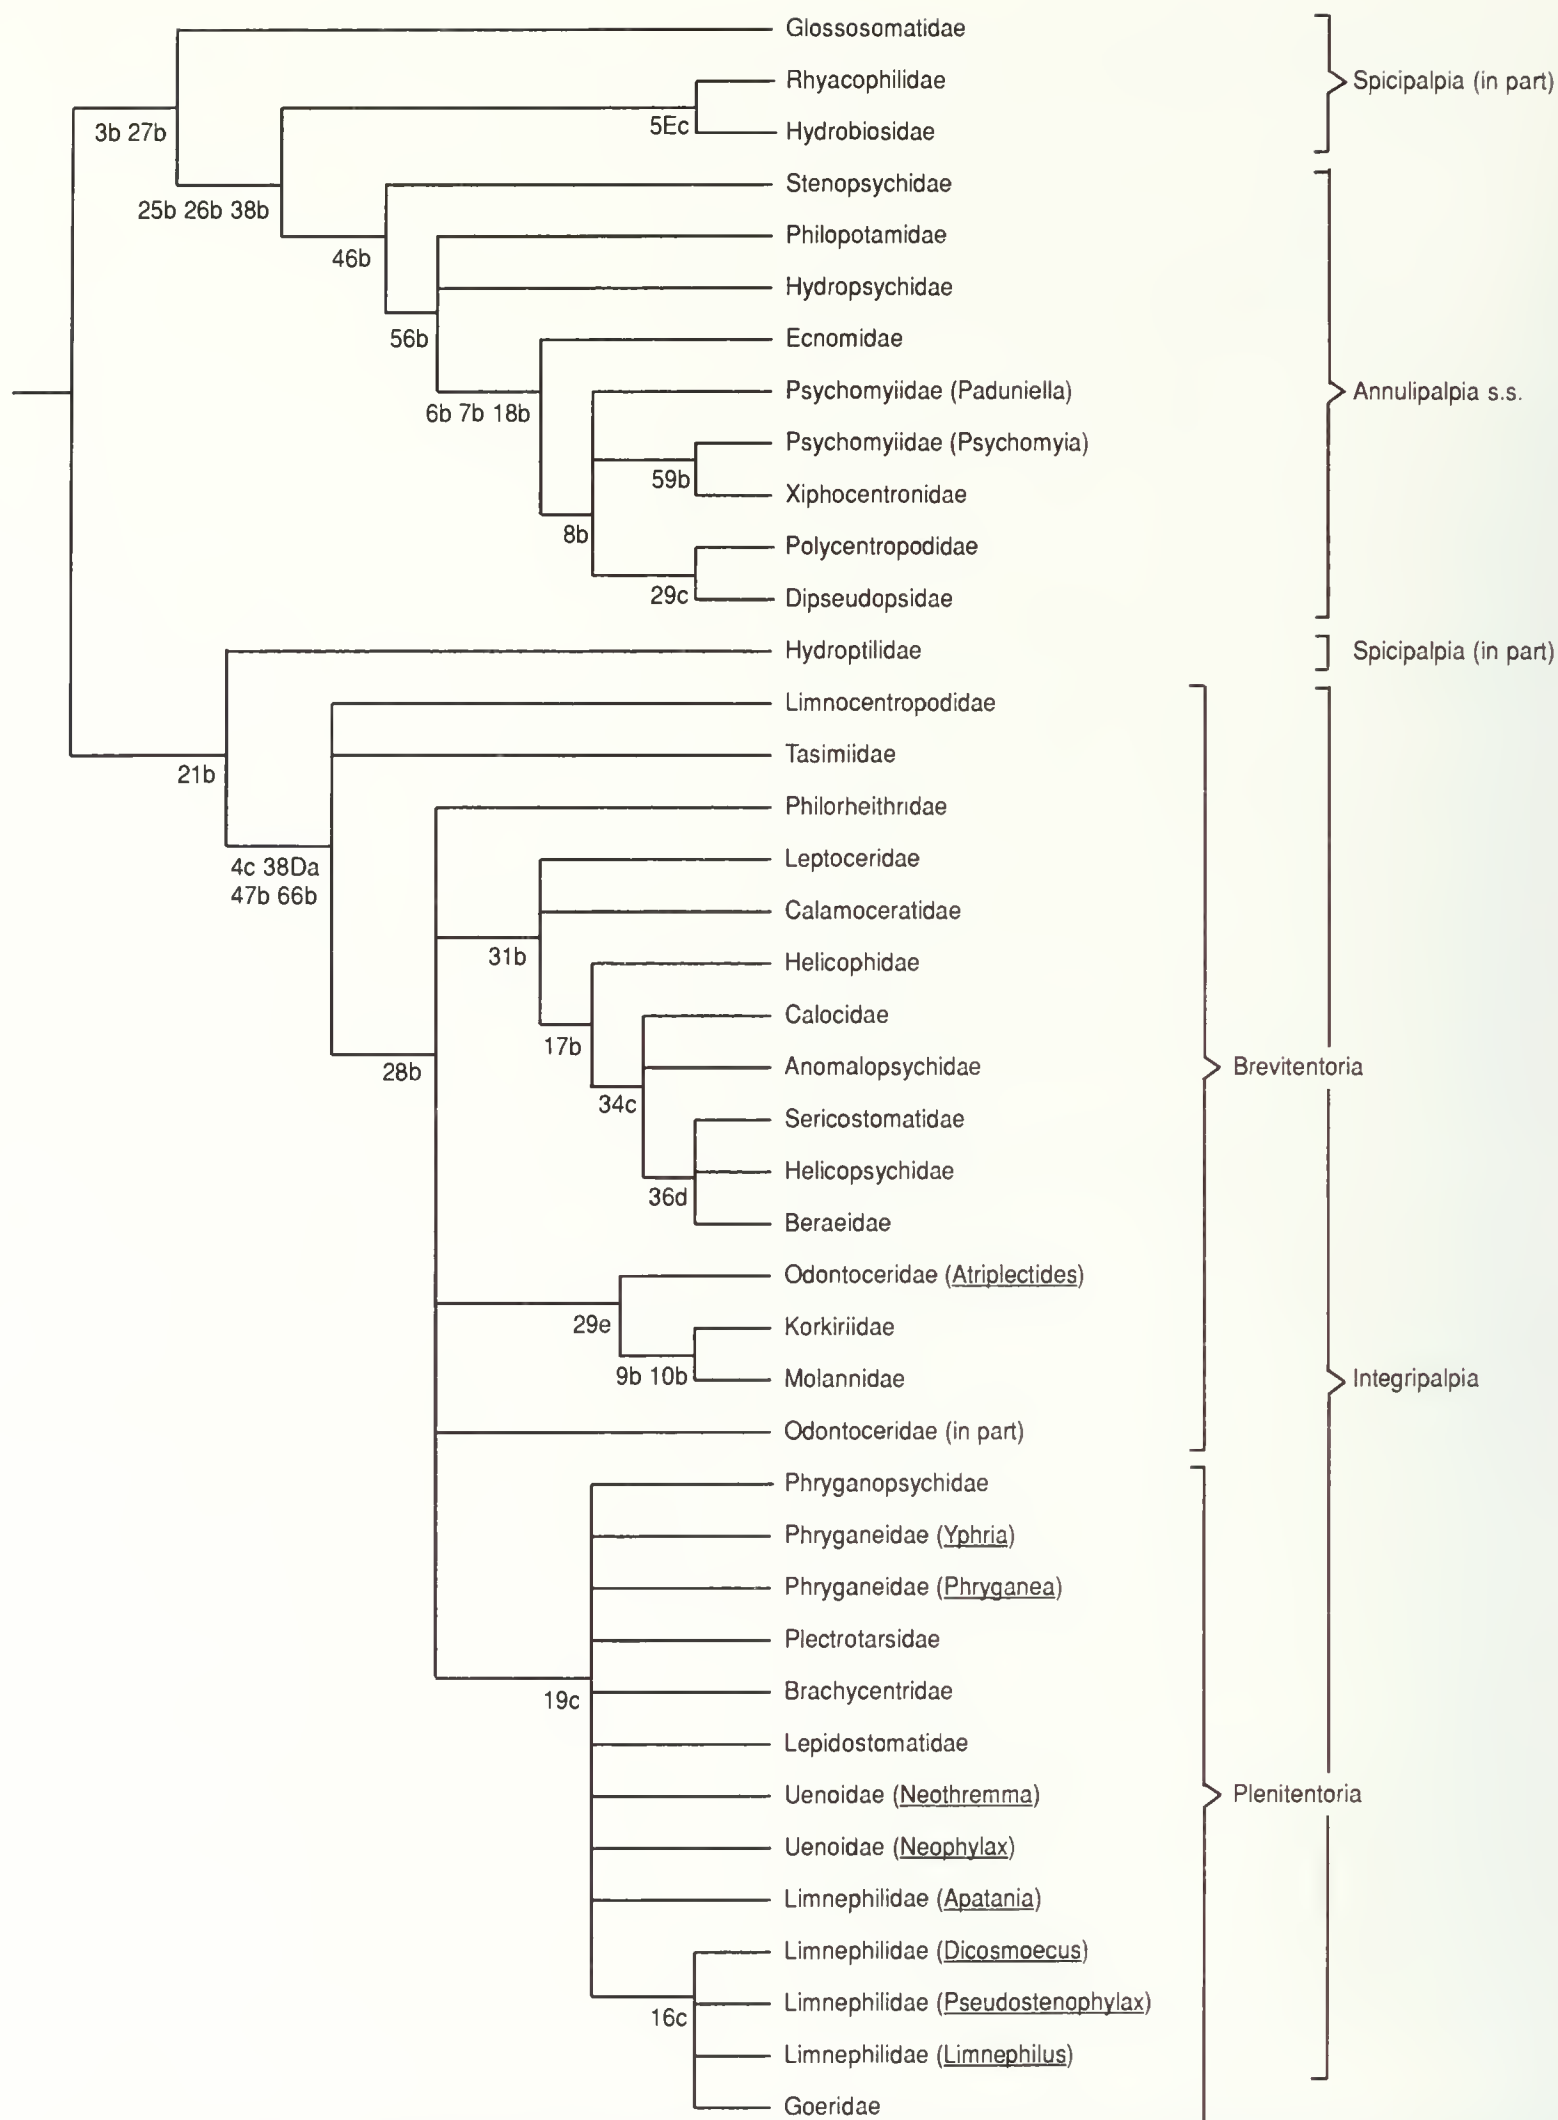 Glossosomatidae
Rhyacophilidae
Spicipalpia (in part)
3b 27b
5Ec
Hydrobiosidae
Stenopsychidae
25b 26b 38b
Philopotamidae
46b
Hydropsychidae
56b
Ecnomidae
Psychomyiidae (Paduniella)
Annulipalpia s.s.
6b 7b 18b
Psychomyiidae (Psychomyia)
59b
Xiphocentronidae
8b
Polycentropodidae
29c
Dipseudopsidae
Hydroptilidae
Spicipalpia (in part)
Limnocentropodidae
Tasimiidae
21b
Philorheithridae
4c 38Da
47b 66b
Leptoceridae
Calamoceratidae
31b
Helicophidae
Calocidae
17b
28b
Anomalopsychidae
Brevitentoria
34c
Sericostomatidae
Helicopsychidae
36d
Beraeidae
Odontoceridae (Atriplectides)
29e
Korkiriidae
9b 10b
Molannidae
Integripalpia
Odontoceridae (in part)
Phryganopsychidae
Phryganeidae (Yphria)
Phryganeidae (Phryganea)
Plectrotarsidae
19c
Brachycentridae
Lepidostomatidae
Uenoidae (Neothremma)
Plenitentoria
Uenoidae (Neophylax)
Limnephilidae (Apatania)
Limnephilidae (Dicosmoecus)
Limnephilidae (Pseudostenophylax)
16c
Limnephilidae (Limnephilus)
Goeridae